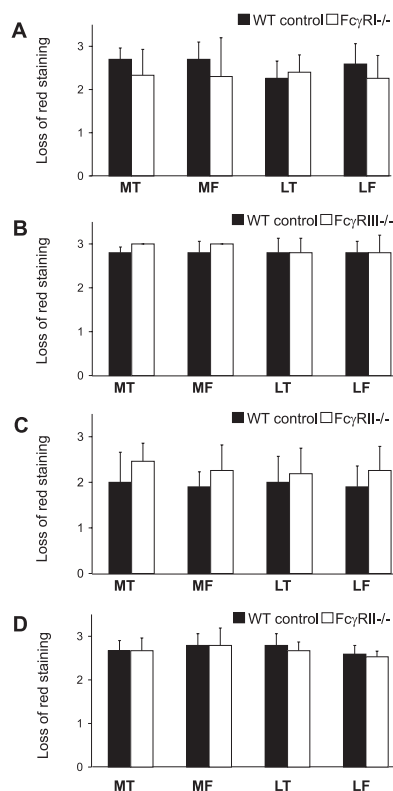 A
WT control FcγRI-/-
Loss of red staining
3
2
1
0
MT MF LT LF
B
WT control FcγRIII-/-
Loss of red staining
3
2
1
0
MT MF LT LF
C
WT control FcγRII-/-
Loss of red staining
3
2
1
0
MT MF LT LF
D
WT control FcγRII-/-
Loss of red staining
3
2
1
0
MT MF LT LF